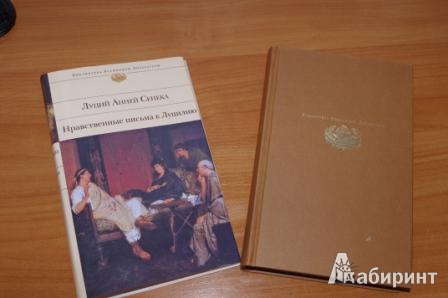 Библиотека Всемирной Литературы
Луций Анней Сенека
Нравственные письма к Луцилию
Лабиринт